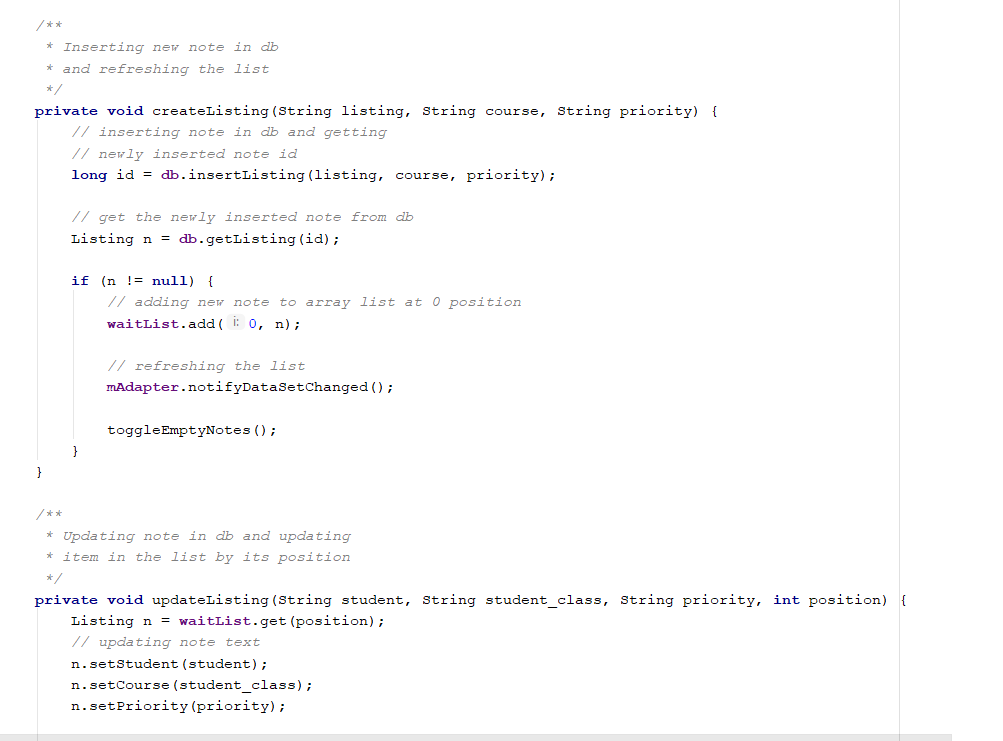 /**
* Inserting new note in db
* and refreshing the list
*/
private void createListing(String listing, String course, String priority) {
// inserting note in db and getting
// newly inserted note id
long id = db.insertListing(listing, course, priority);
// get the newly inserted note from db
Listing n = db.getListing(id);
if (n != null) {
// adding new note to array list at 0 position
waitList.add( i: 0, n);
// refreshing the list
mAdapter.notifyDataSetChanged();
toggleEmptyNotes();
}
}
/**
* Updating note in db and updating
* item in the list by its position
*/
private void updateListing(String student, String student_class, String priority, int position) {
Listing n = waitList.get(position);
// updating note text
n.setStudent(student);
n.setCourse(student_class);
n.setPriority(priority);